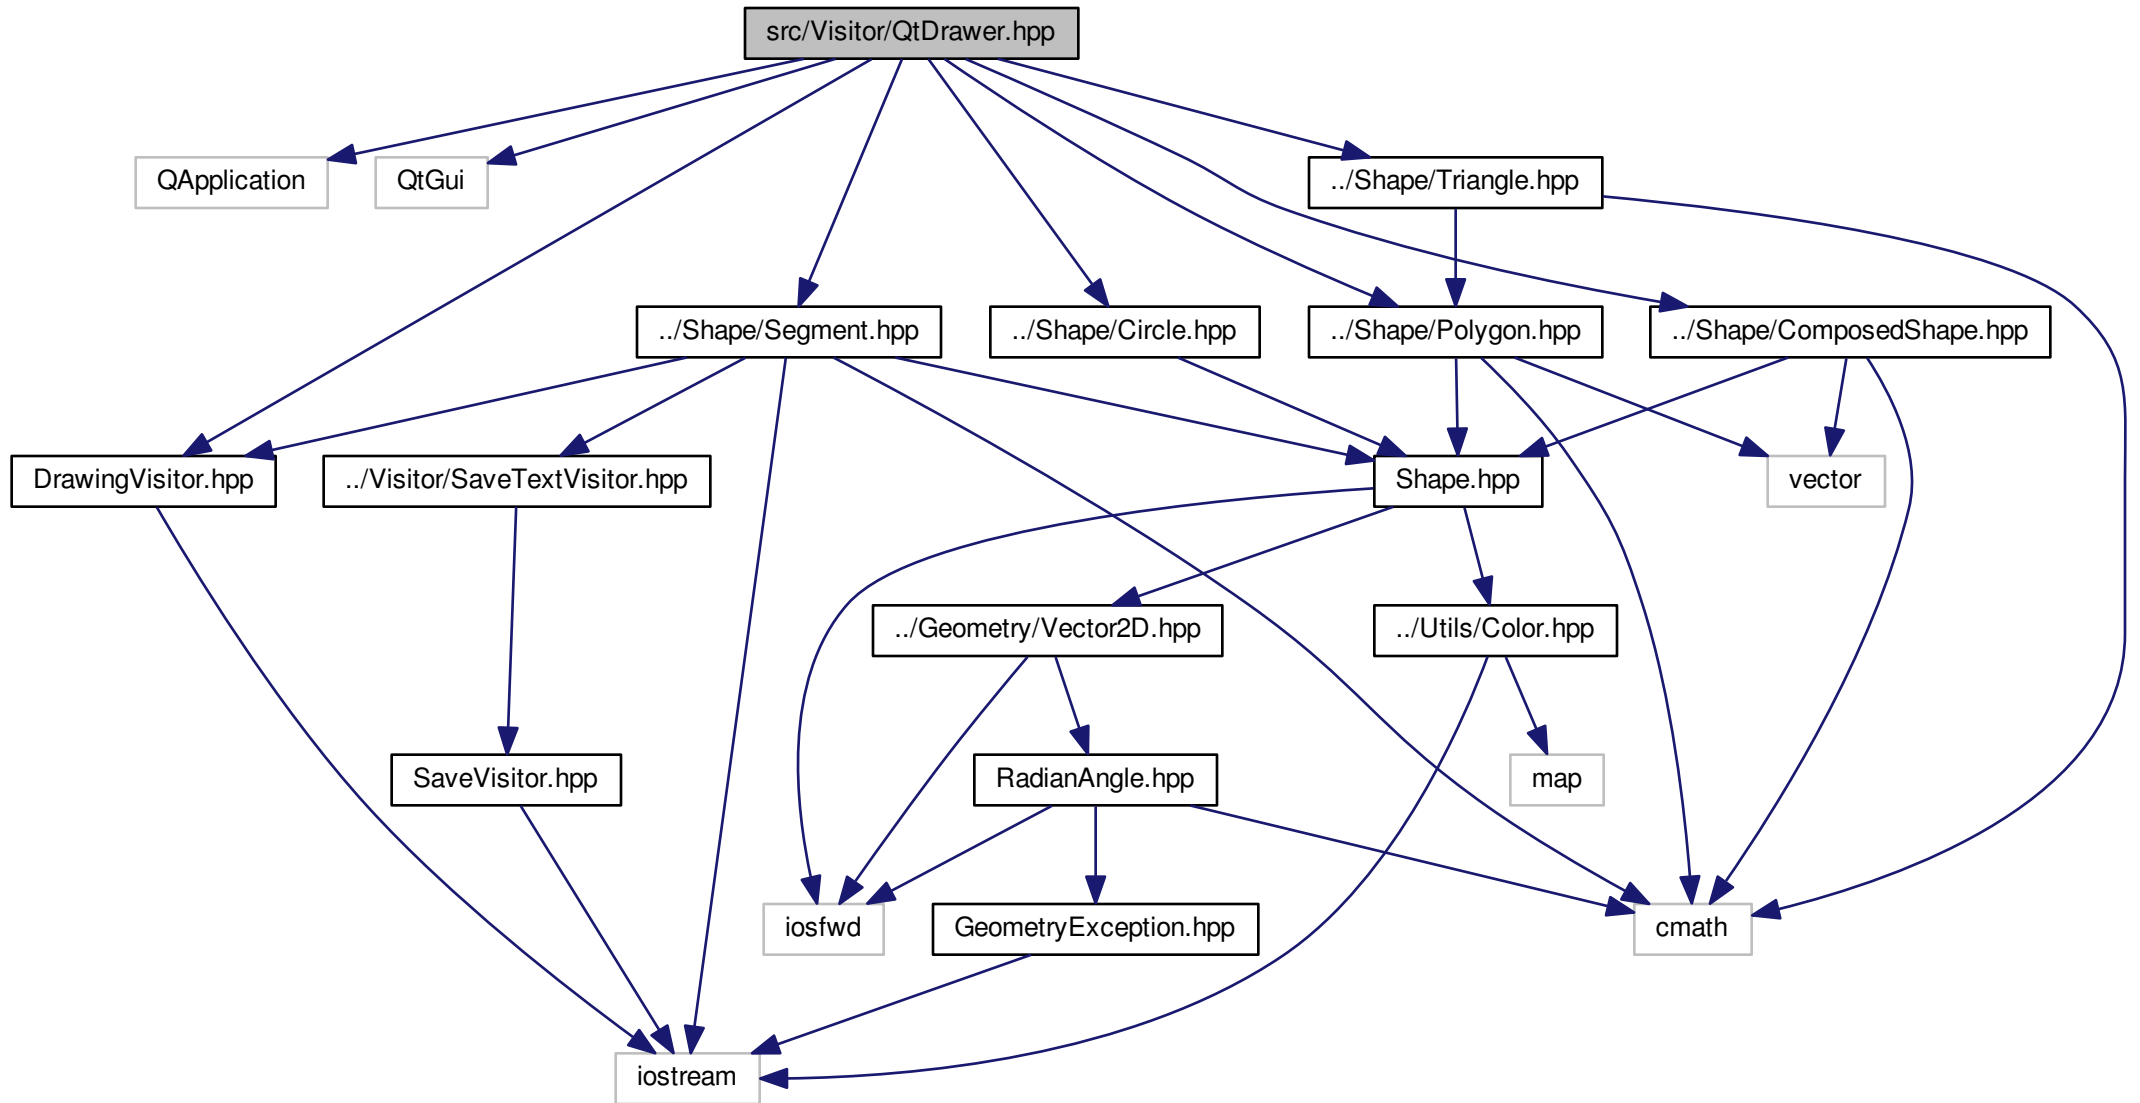 src/Visitor/QtDrawer.hpp
QApplication
QtGui
../Shape/Triangle.hpp
../Shape/Segment.hpp
../Shape/Circle.hpp
../Shape/Polygon.hpp
../Shape/ComposedShape.hpp
DrawingVisitor.hpp
../Visitor/SaveTextVisitor.hpp
Shape.hpp
vector
../Geometry/Vector2D.hpp
../Utils/Color.hpp
SaveVisitor.hpp
RadianAngle.hpp
map
iosfwd
GeometryException.hpp
cmath
iostream